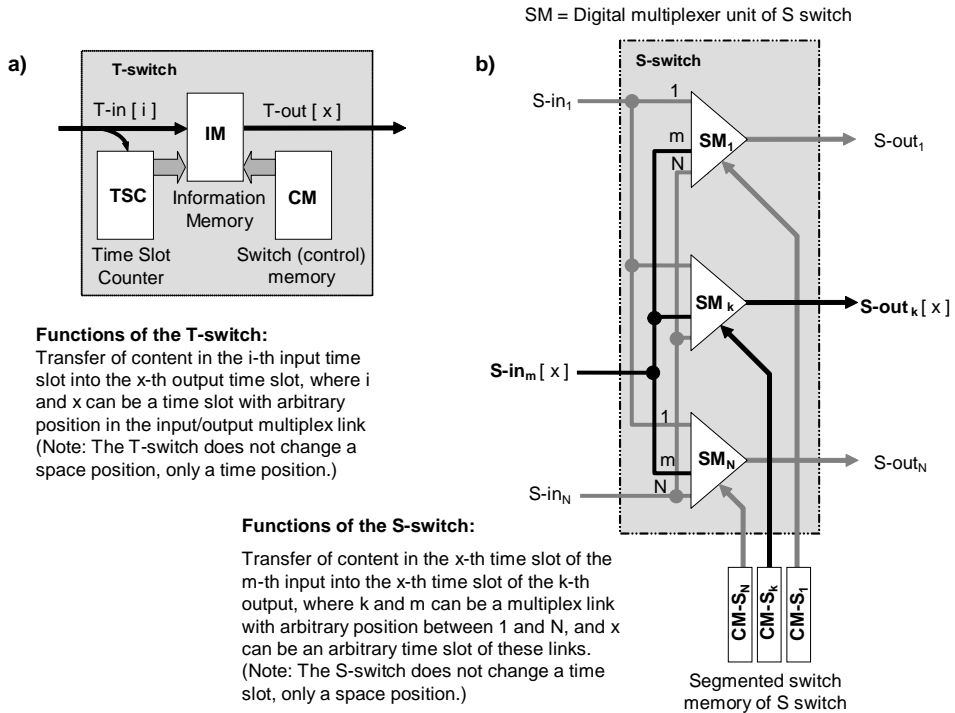 SM = Digital multiplexer unit of S switch
a)
T-switch
T-in [ i ]
T-out [ x ]
IM
TSC
CM
Information
Memory
Time Slot
Counter
Switch (control)
memory
Functions of the T-switch:
Transfer of content in the i-th input time
slot into the x-th output time slot, where i
and x can be a time slot with arbitrary
position in the input/output multiplex link
(Note: The T-switch does not change a
space position, only a time position.)
b)
S-switch
S-in1
1
m
N
SM1
S-out1
SM k
S-out k [ x ]
S-in m [ x ]
1
m
N
SMN
S-outN
S-inN
CM-SN
CM-Sk
CM-S1
Segmented switch
memory of S switch
Functions of the S-switch:
Transfer of content in the x-th time slot of the
m-th input into the x-th time slot of the k-th
output, where k and m can be a multiplex link
with arbitrary position between 1 and N, and x
can be an arbitrary time slot of these links.
(Note: The S-switch does not change a time
slot, only a space position.)